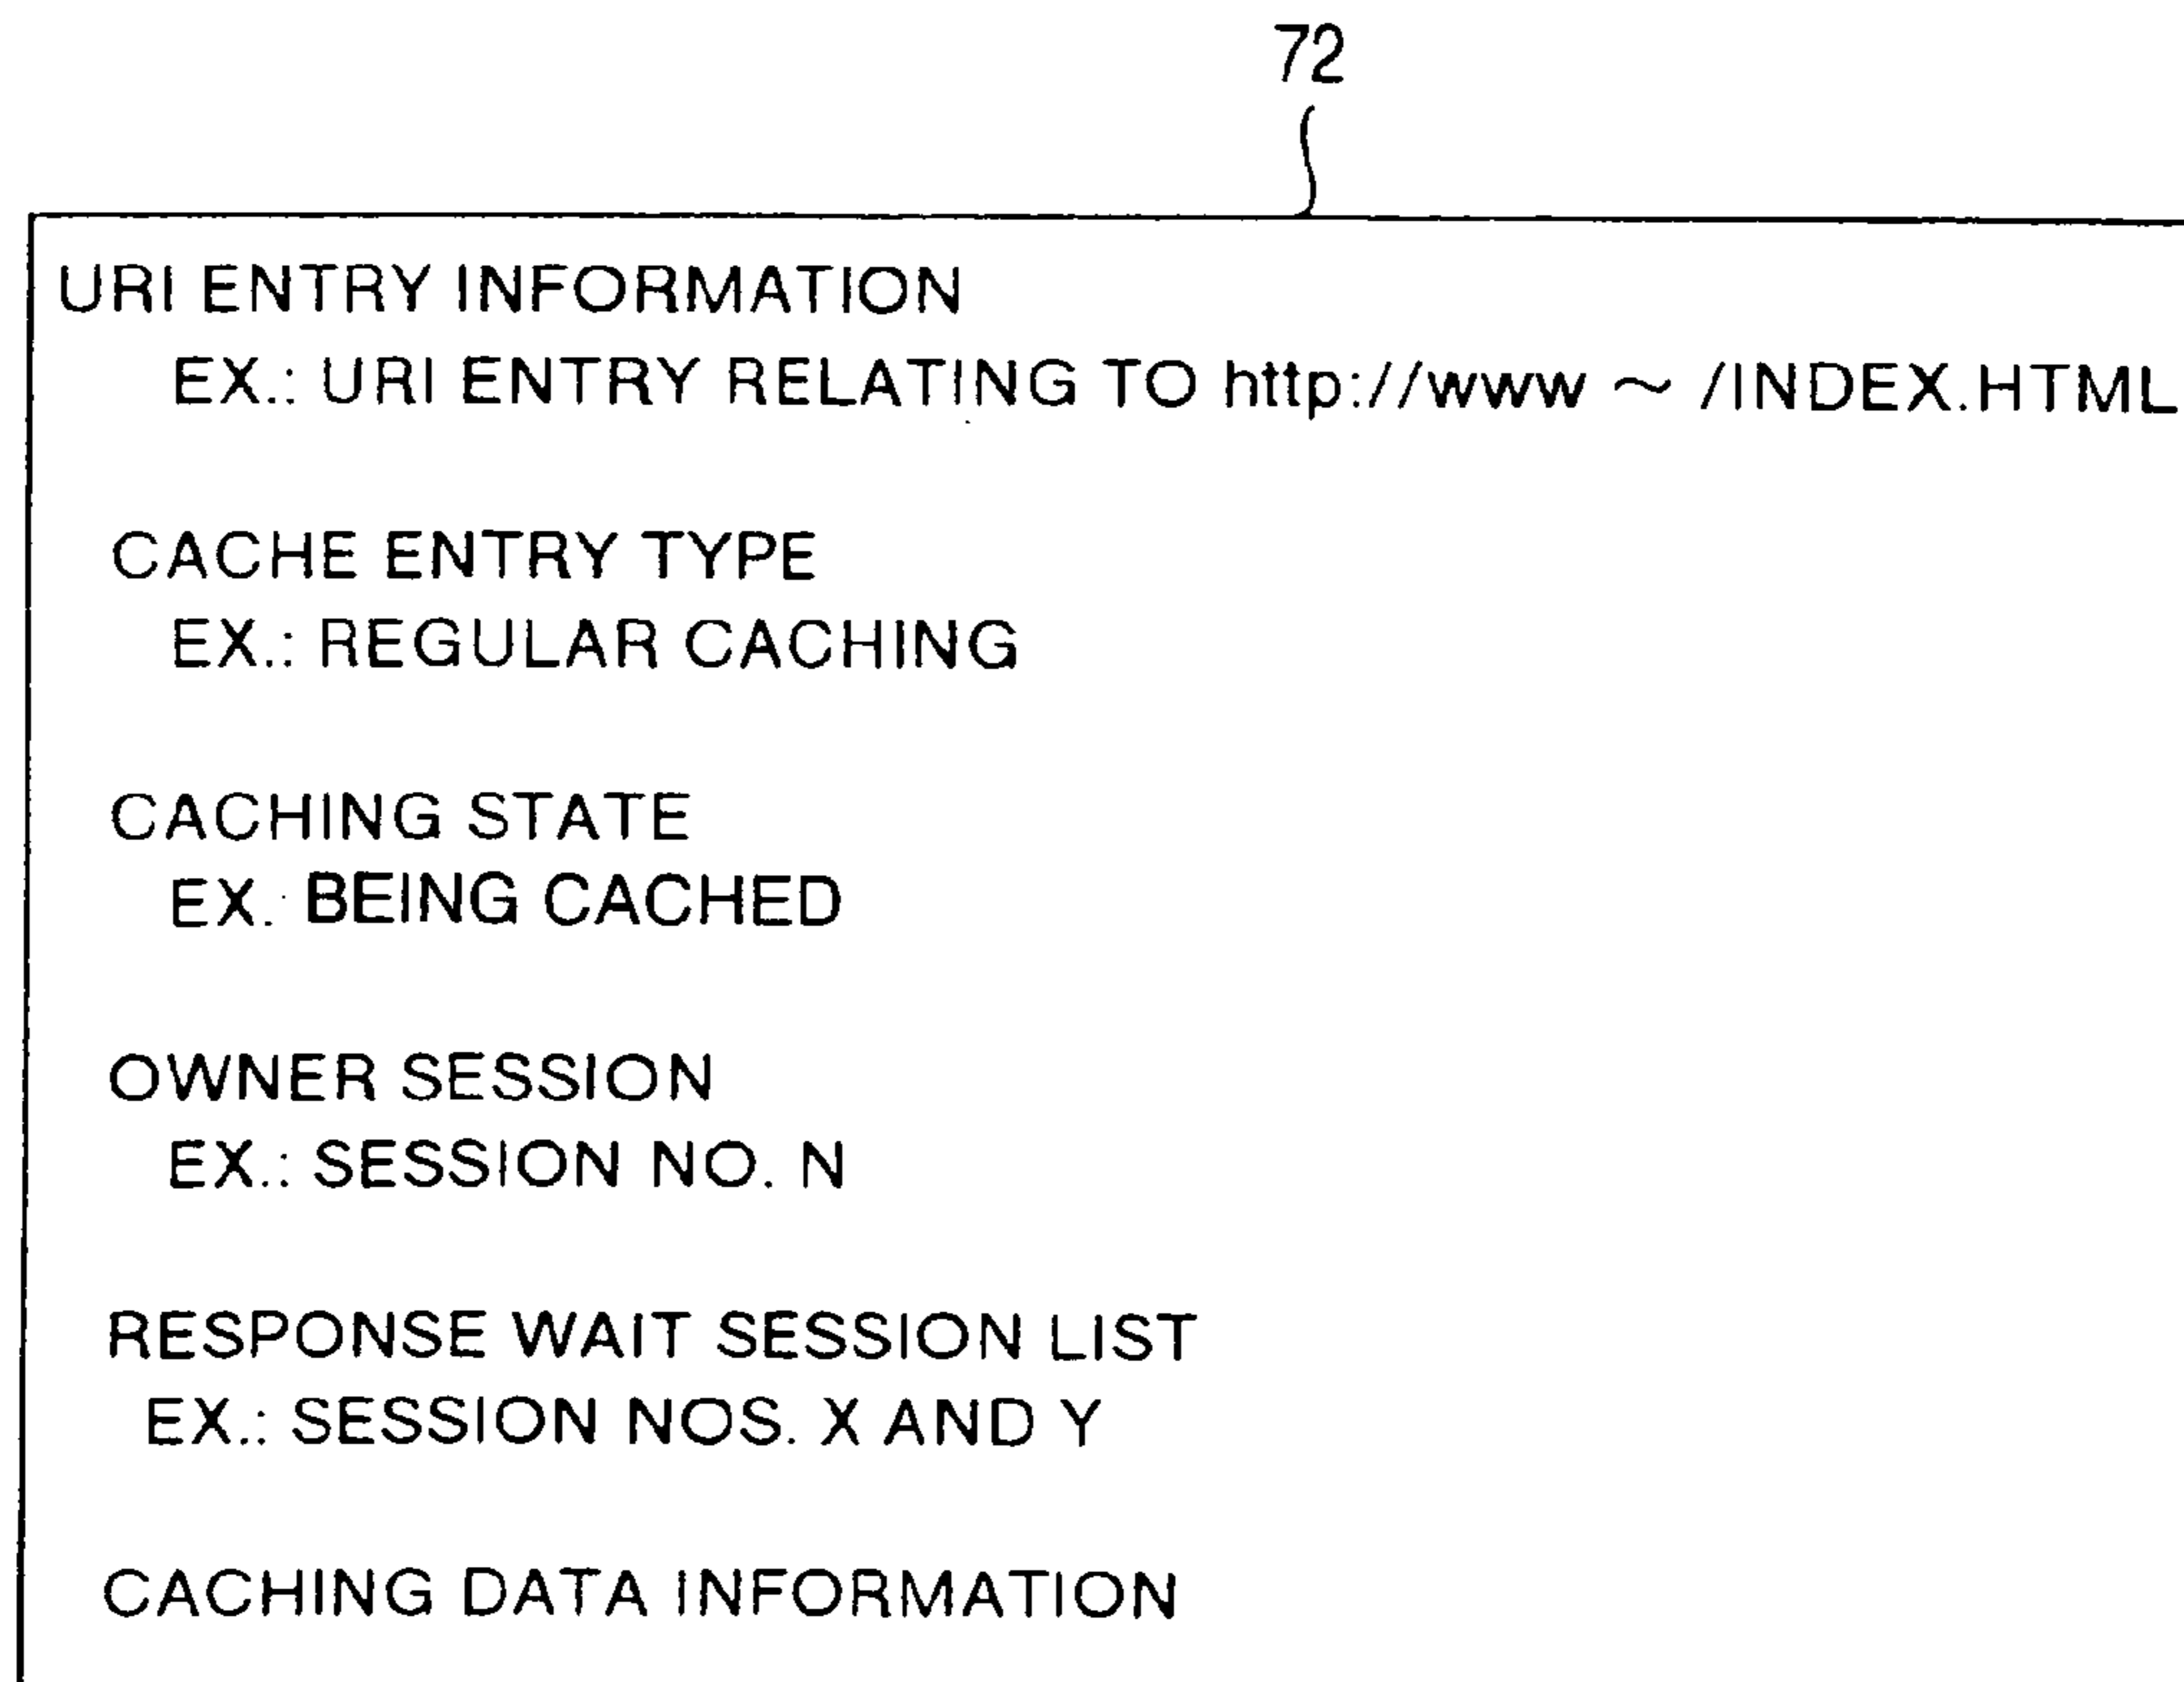 72
URI ENTRY INFORMATION
EX.: URI ENTRY RELATING TO http://www ~ /INDEX.HTML
CACHE ENTRY TYPE
EX.: REGULAR CACHING
CACHING STATE
EX.: BEING CACHED
OWNER SESSION
EX.: SESSION NO. N
RESPONSE WAIT SESSION LIST
EX.: SESSION NOS. X AND Y
CACHING DATA INFORMATION